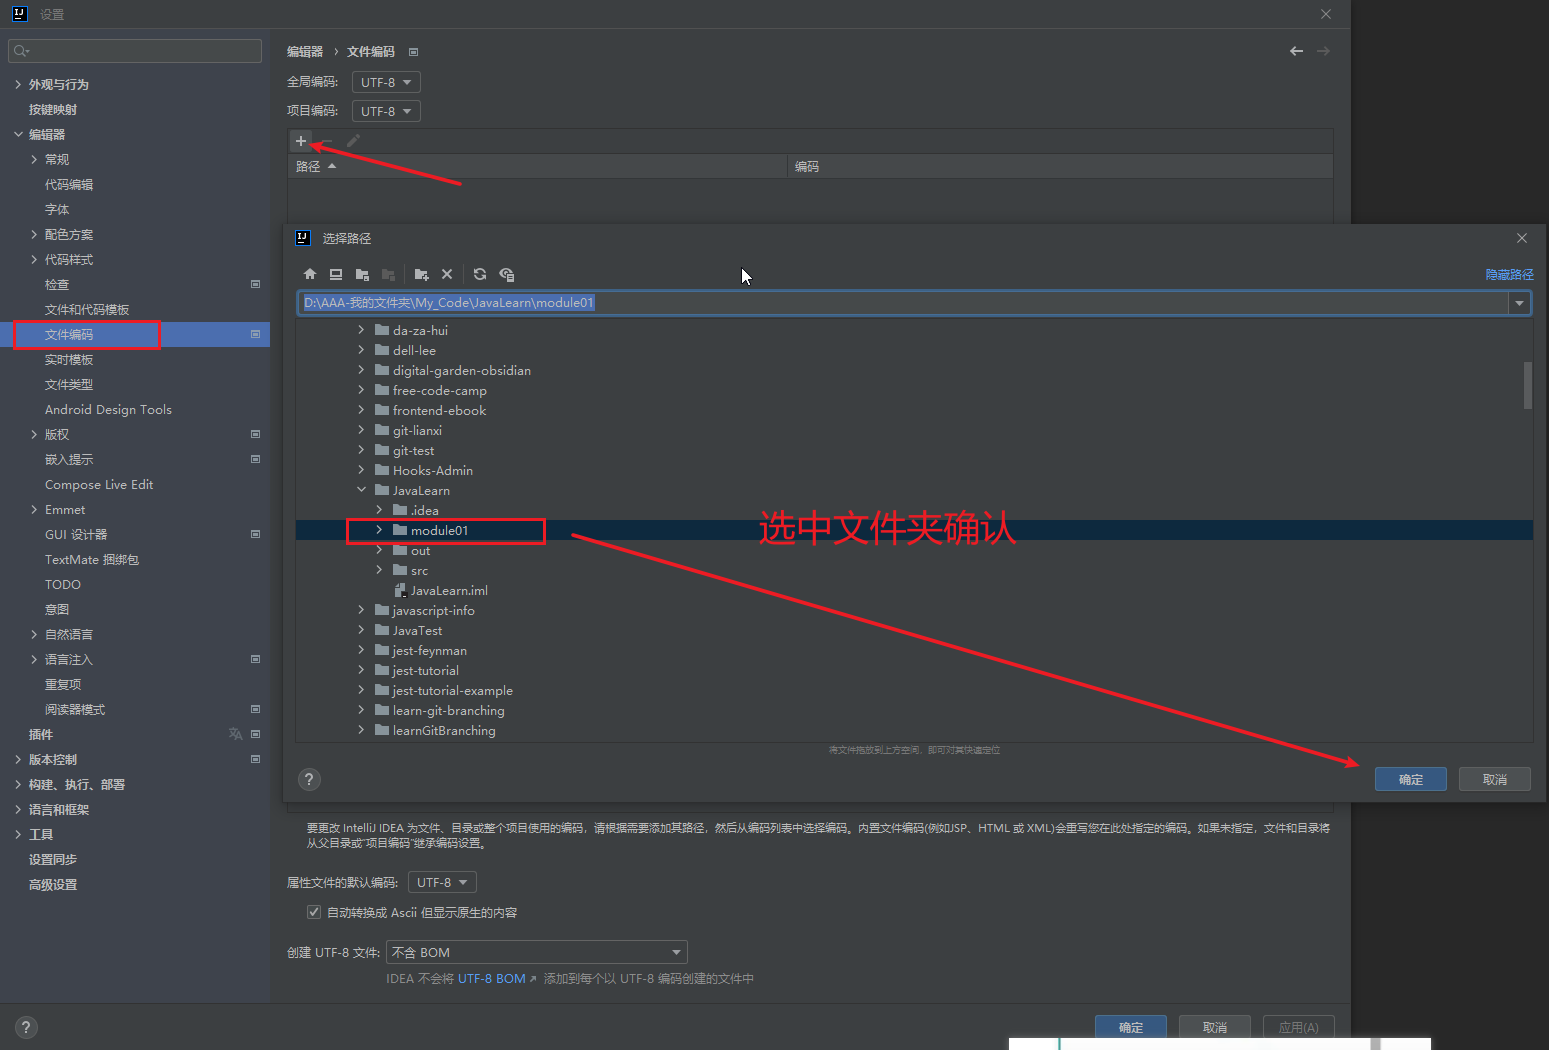 设置
外观与行为
按键映射
编辑器
常规
代码编辑
字体
配色方案
代码样式
检查
文件和代码模板
文件编码
实时模板
文件类型
Android Design Tools
版权
嵌入提示
Compose Live Edit
Emmet
GUI 设计器
TextMate 捆绑包
TODO
意图
自然语言
语言注入
重复项
阅读器模式
插件
版本控制
构建、执行、部署
语言和框架
工具
设置同步
高级设置
编辑器 › 文件编码
全局编码: UTF-8
项目编码: UTF-8
路径 编码
选择路径
隐藏路径
D:\AAA-我的文件夹\My_Code\JavaLearn\module01
da-za-hui
dell-lee
digital-garden-obsidian
free-code-camp
frontend-ebook
git-lianxi
git-test
Hooks-Admin
JavaLearn
.idea
module01
选中文件夹确认
out
src
JavaLearn.iml
javascript-info
JavaTest
jest-feynman
jest-tutorial
jest-tutorial-example
learn-git-branching
learnGitBranching
将文件拖放到上方空间，即可对其快速定位
?
确定 取消
要更改 IntelliJ IDEA 为文件、目录或整个项目使用的编码，请根据需要添加其路径，然后从编码列表中选择编码。内置文件编码(例如JSP、HTML 或 XML)会重写您在此处指定的编码。如果未指定，文件和目录将
从父目录或"项目编码"继承编码设置。
属性文件的默认编码: UTF-8
自动转换成 Ascii 但显示原生的内容
创建 UTF-8 文件: 不含 BOM
IDEA 不会将 UTF-8 BOM ↗ 添加到每个以 UTF-8 编码创建的文件中
?
确定 取消 应用(A)